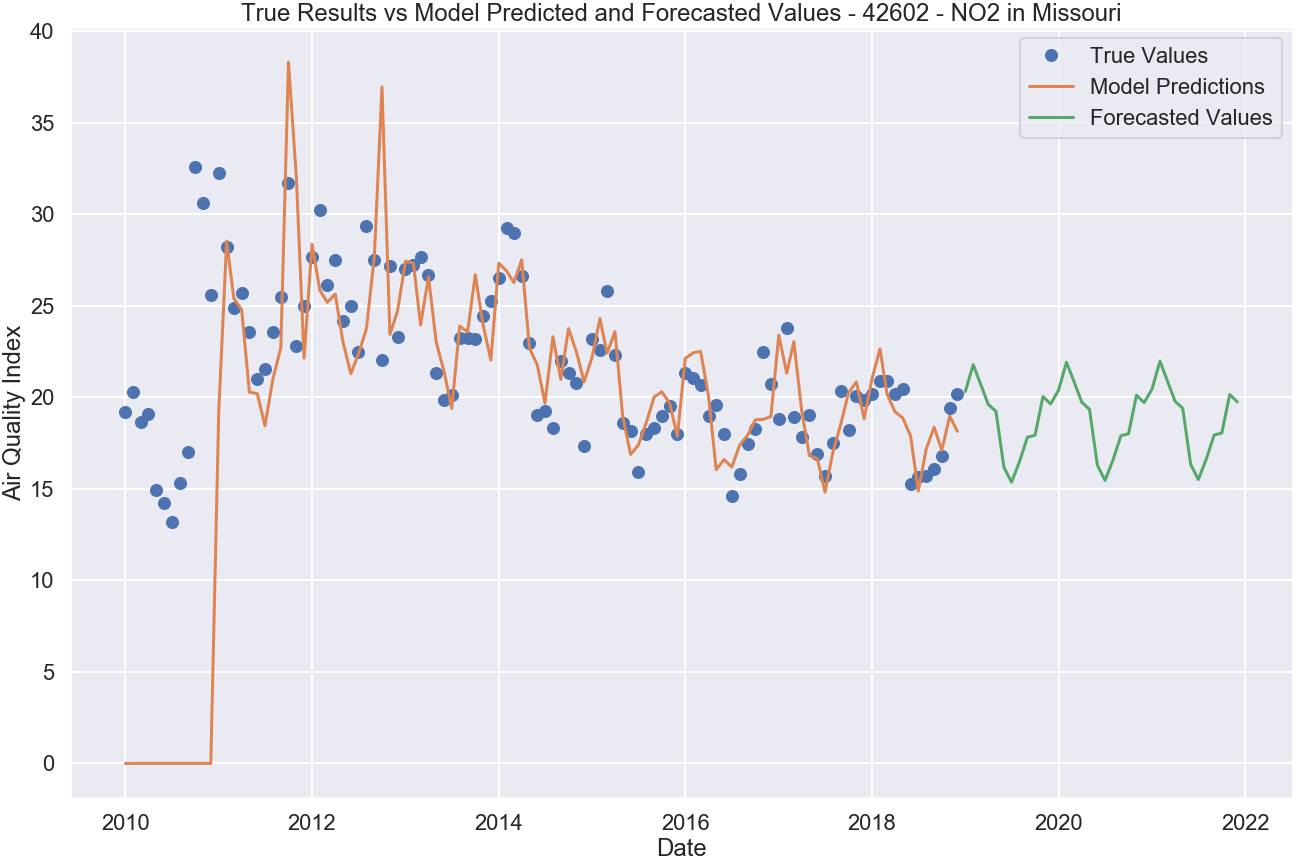 True Results vs Model Predicted and Forecasted Values - 42602 - NO2 in Missouri
True Values
Model Predictions
Forecasted Values
Air Quality Index
40
35
30
25
20
15
10
5
0
2010 2012 2014 2016 2018 2020 2022
Date